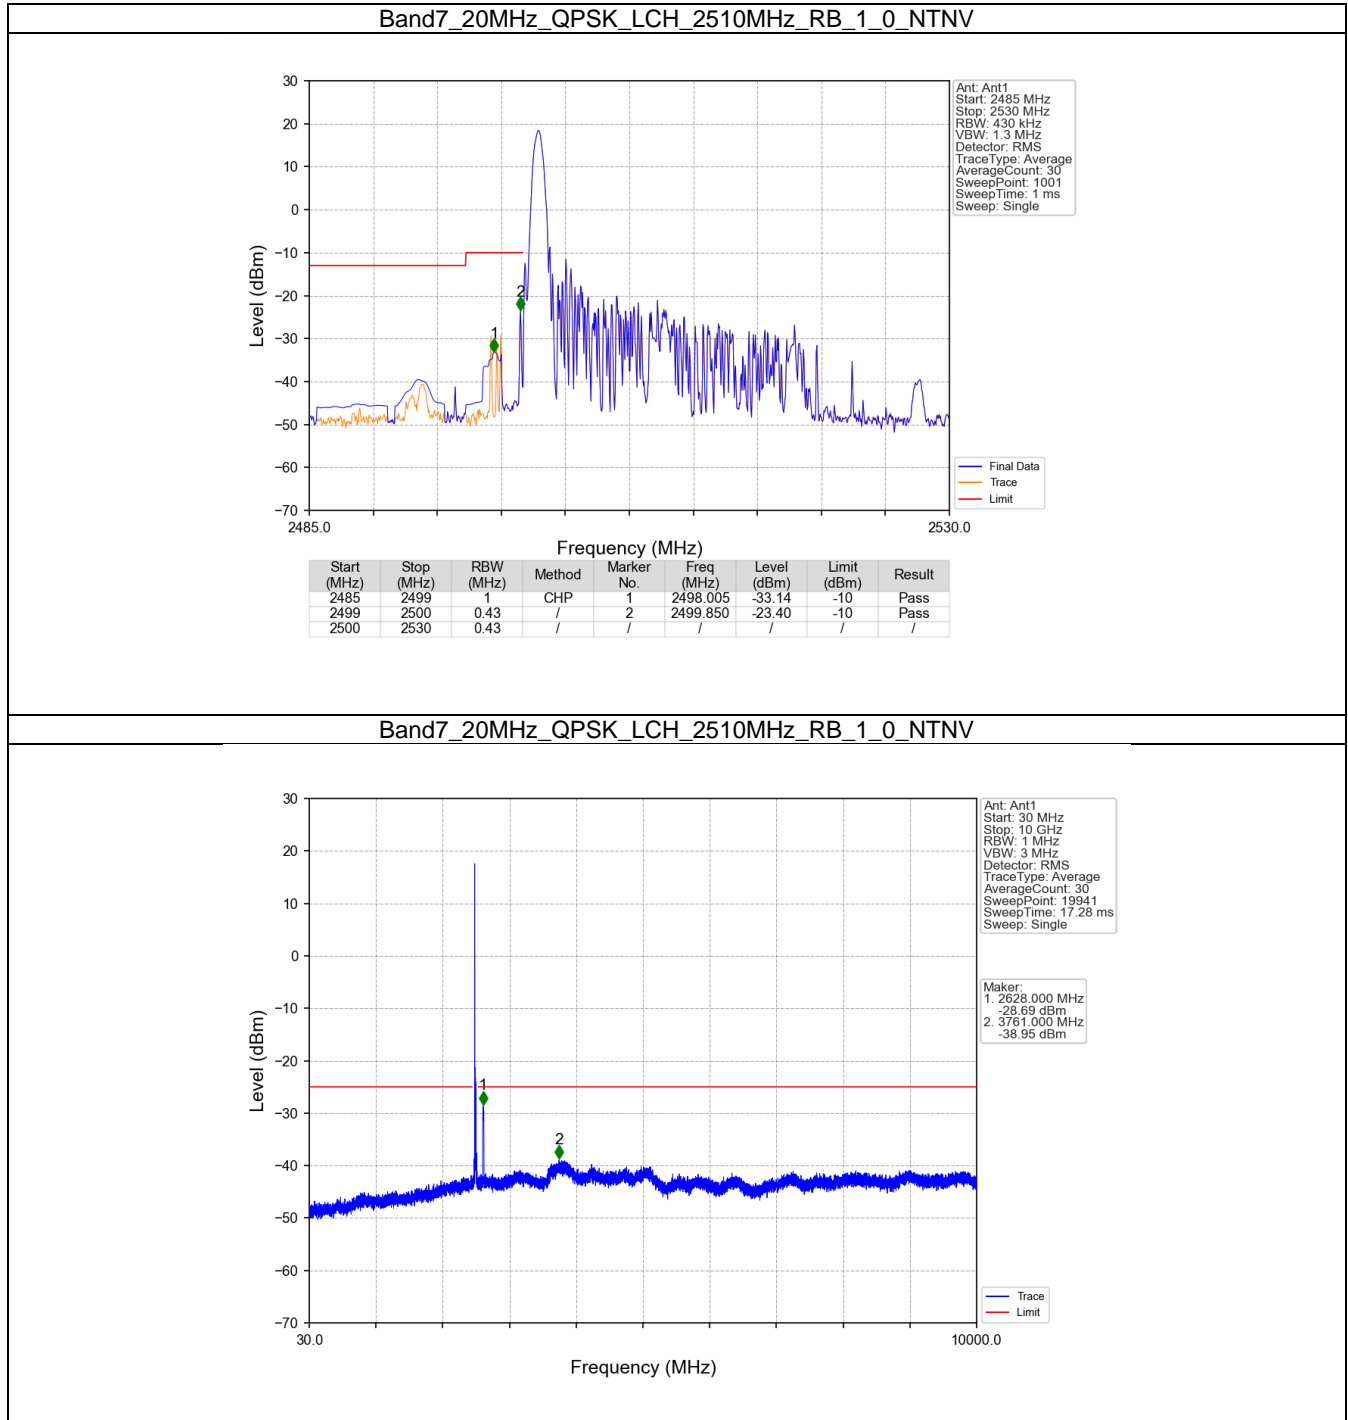 Band7_20MHz_QPSK_LCH_2510MHz_RB_1_0_NTNV
30
20
10
0
−10
−20
−30
−40
−50
−60
−70
Level (dBm)
1
2
2485.0
2530.0
Frequency (MHz)
Ant: Ant1
Start: 2485 MHz
Stop: 2530 MHz
RBW: 430 kHz
VBW: 1.3 MHz
Detector: RMS
TraceType: Average
AverageCount: 30
SweepPoint: 1001
SweepTime: 1 ms
Sweep: Single
Final Data
Trace
Limit
Start (MHz) Stop (MHz) RBW (MHz) Method Marker No. Freq (MHz) Level (dBm) Limit (dBm) Result
2485 2499 1 CHP 1 2498.005 -33.14 -10 Pass
2499 2500 0.43 / 2 2499.850 -23.40 -10 Pass
2500 2530 0.43 / / / / / /
Band7_20MHz_QPSK_LCH_2510MHz_RB_1_0_NTNV
30
20
10
0
−10
−20
−30
−40
−50
−60
−70
Level (dBm)
1
2
30.0
10000.0
Frequency (MHz)
Ant: Ant1
Start: 30 MHz
Stop: 10 GHz
RBW: 1 MHz
VBW: 3 MHz
Detector: RMS
TraceType: Average
AverageCount: 30
SweepPoint: 19941
SweepTime: 17.28 ms
Sweep: Single
Maker:
1. 2628.000 MHz
-28.69 dBm
2. 3761.000 MHz
-38.95 dBm
Trace
Limit